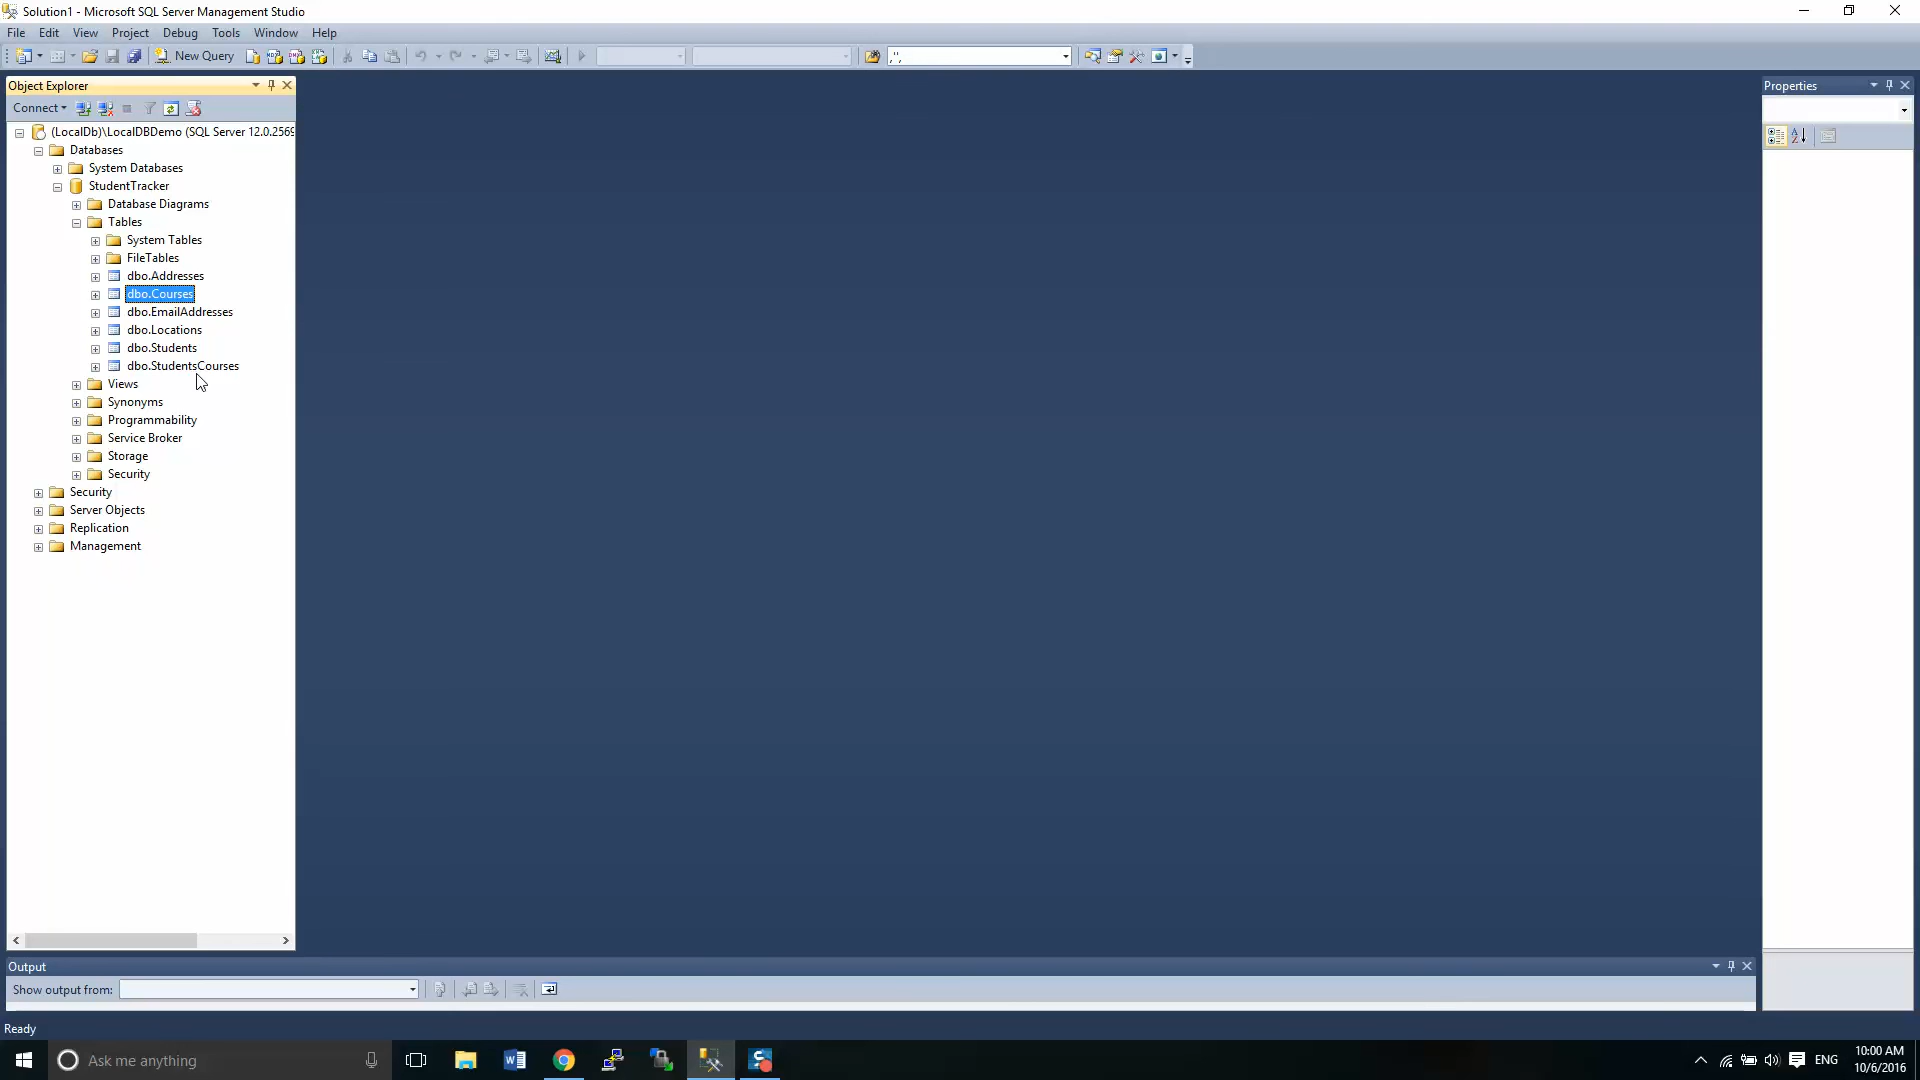 Solution1 - Microsoft SQL Server Management Studio
File Edit View Project Debug Tools Window Help
New Query
Object Explorer
Properties
Connect
(LocalDb)\LocalDBDemo (SQL Server 12.0.2569
Databases
System Databases
StudentTracker
Database Diagrams
Tables
System Tables
FileTables
dbo.Addresses
dbo.Courses
dbo.EmailAddresses
dbo.Locations
dbo.Students
dbo.StudentsCourses
Views
Synonyms
Programmability
Service Broker
Storage
Security
Security
Server Objects
Replication
Management
Output
Show output from:
Ready
Ask me anything
ENG
10:00 AM
10/6/2016